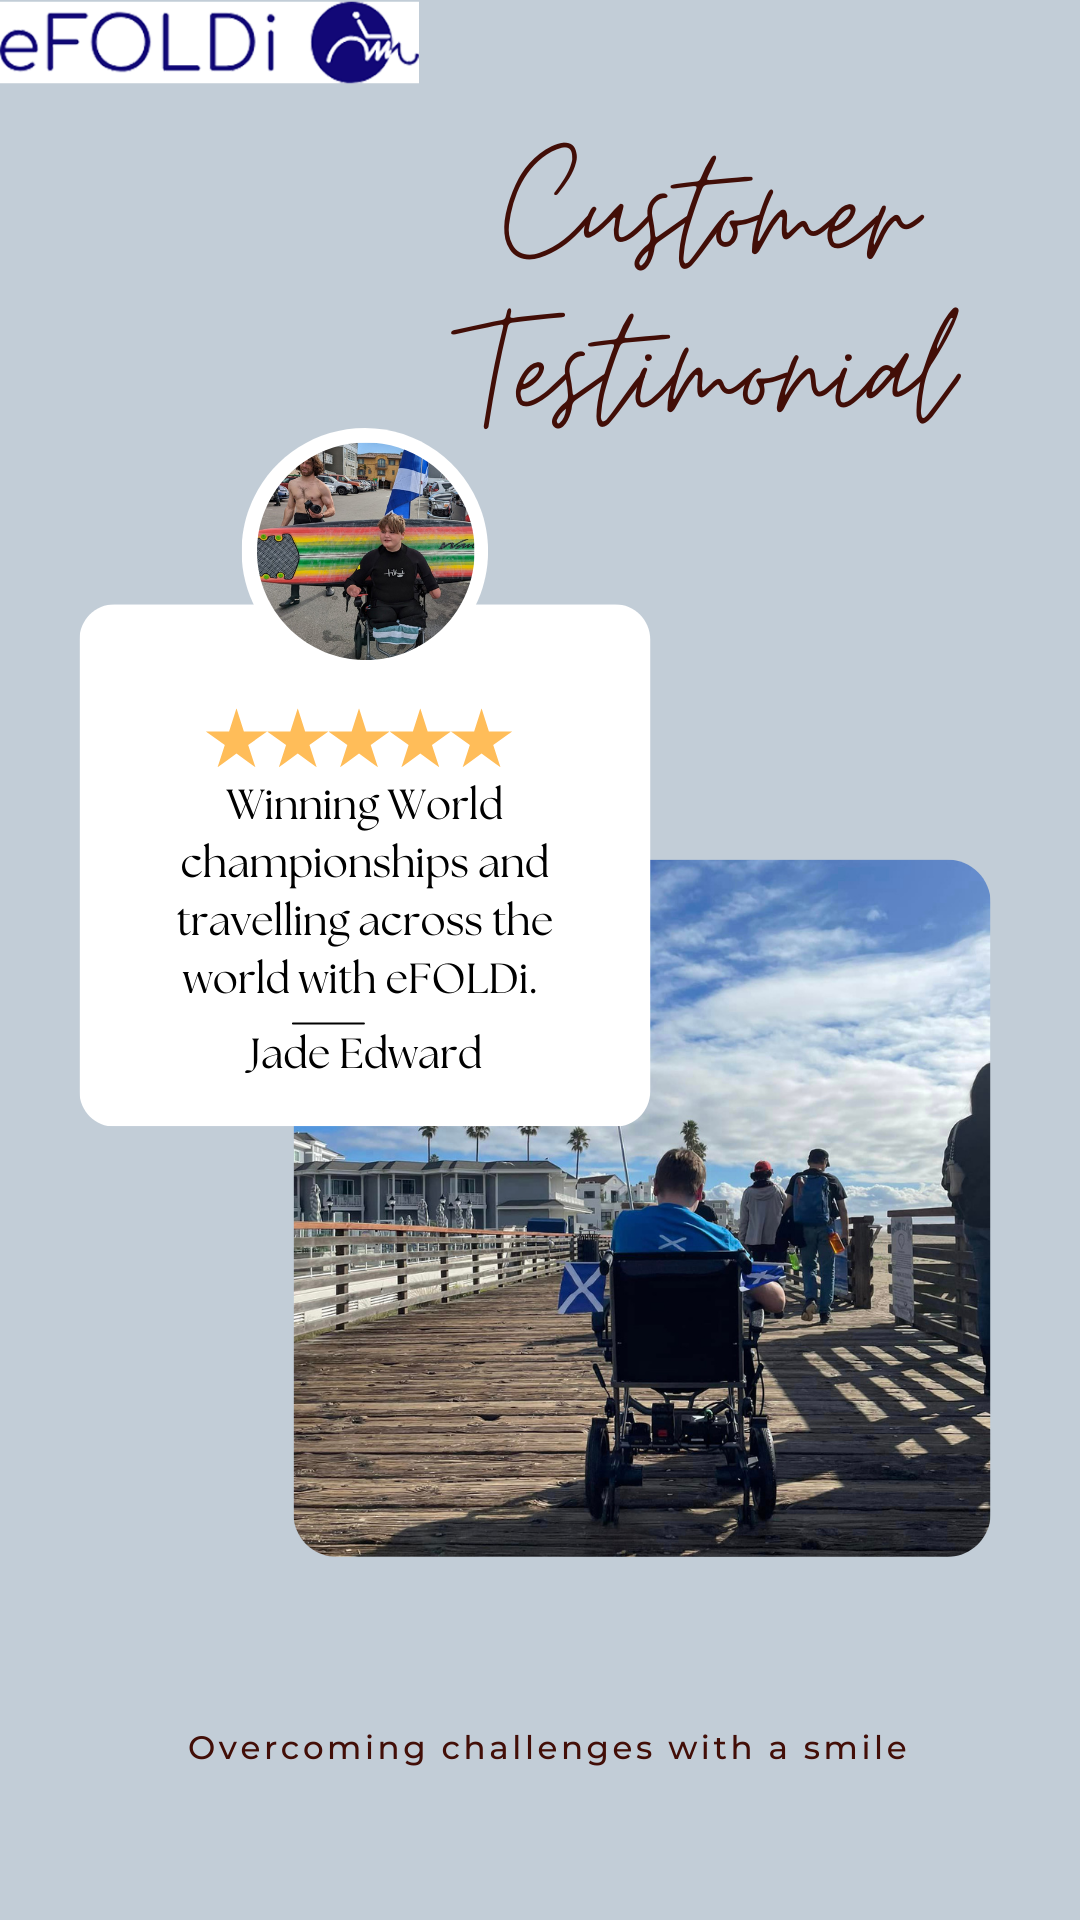 eFOLDi
Customer
Testimonial
Winning World
championships and
travelling across the
world with eFOLDi.
Jade Edward
Overcoming challenges with a smile